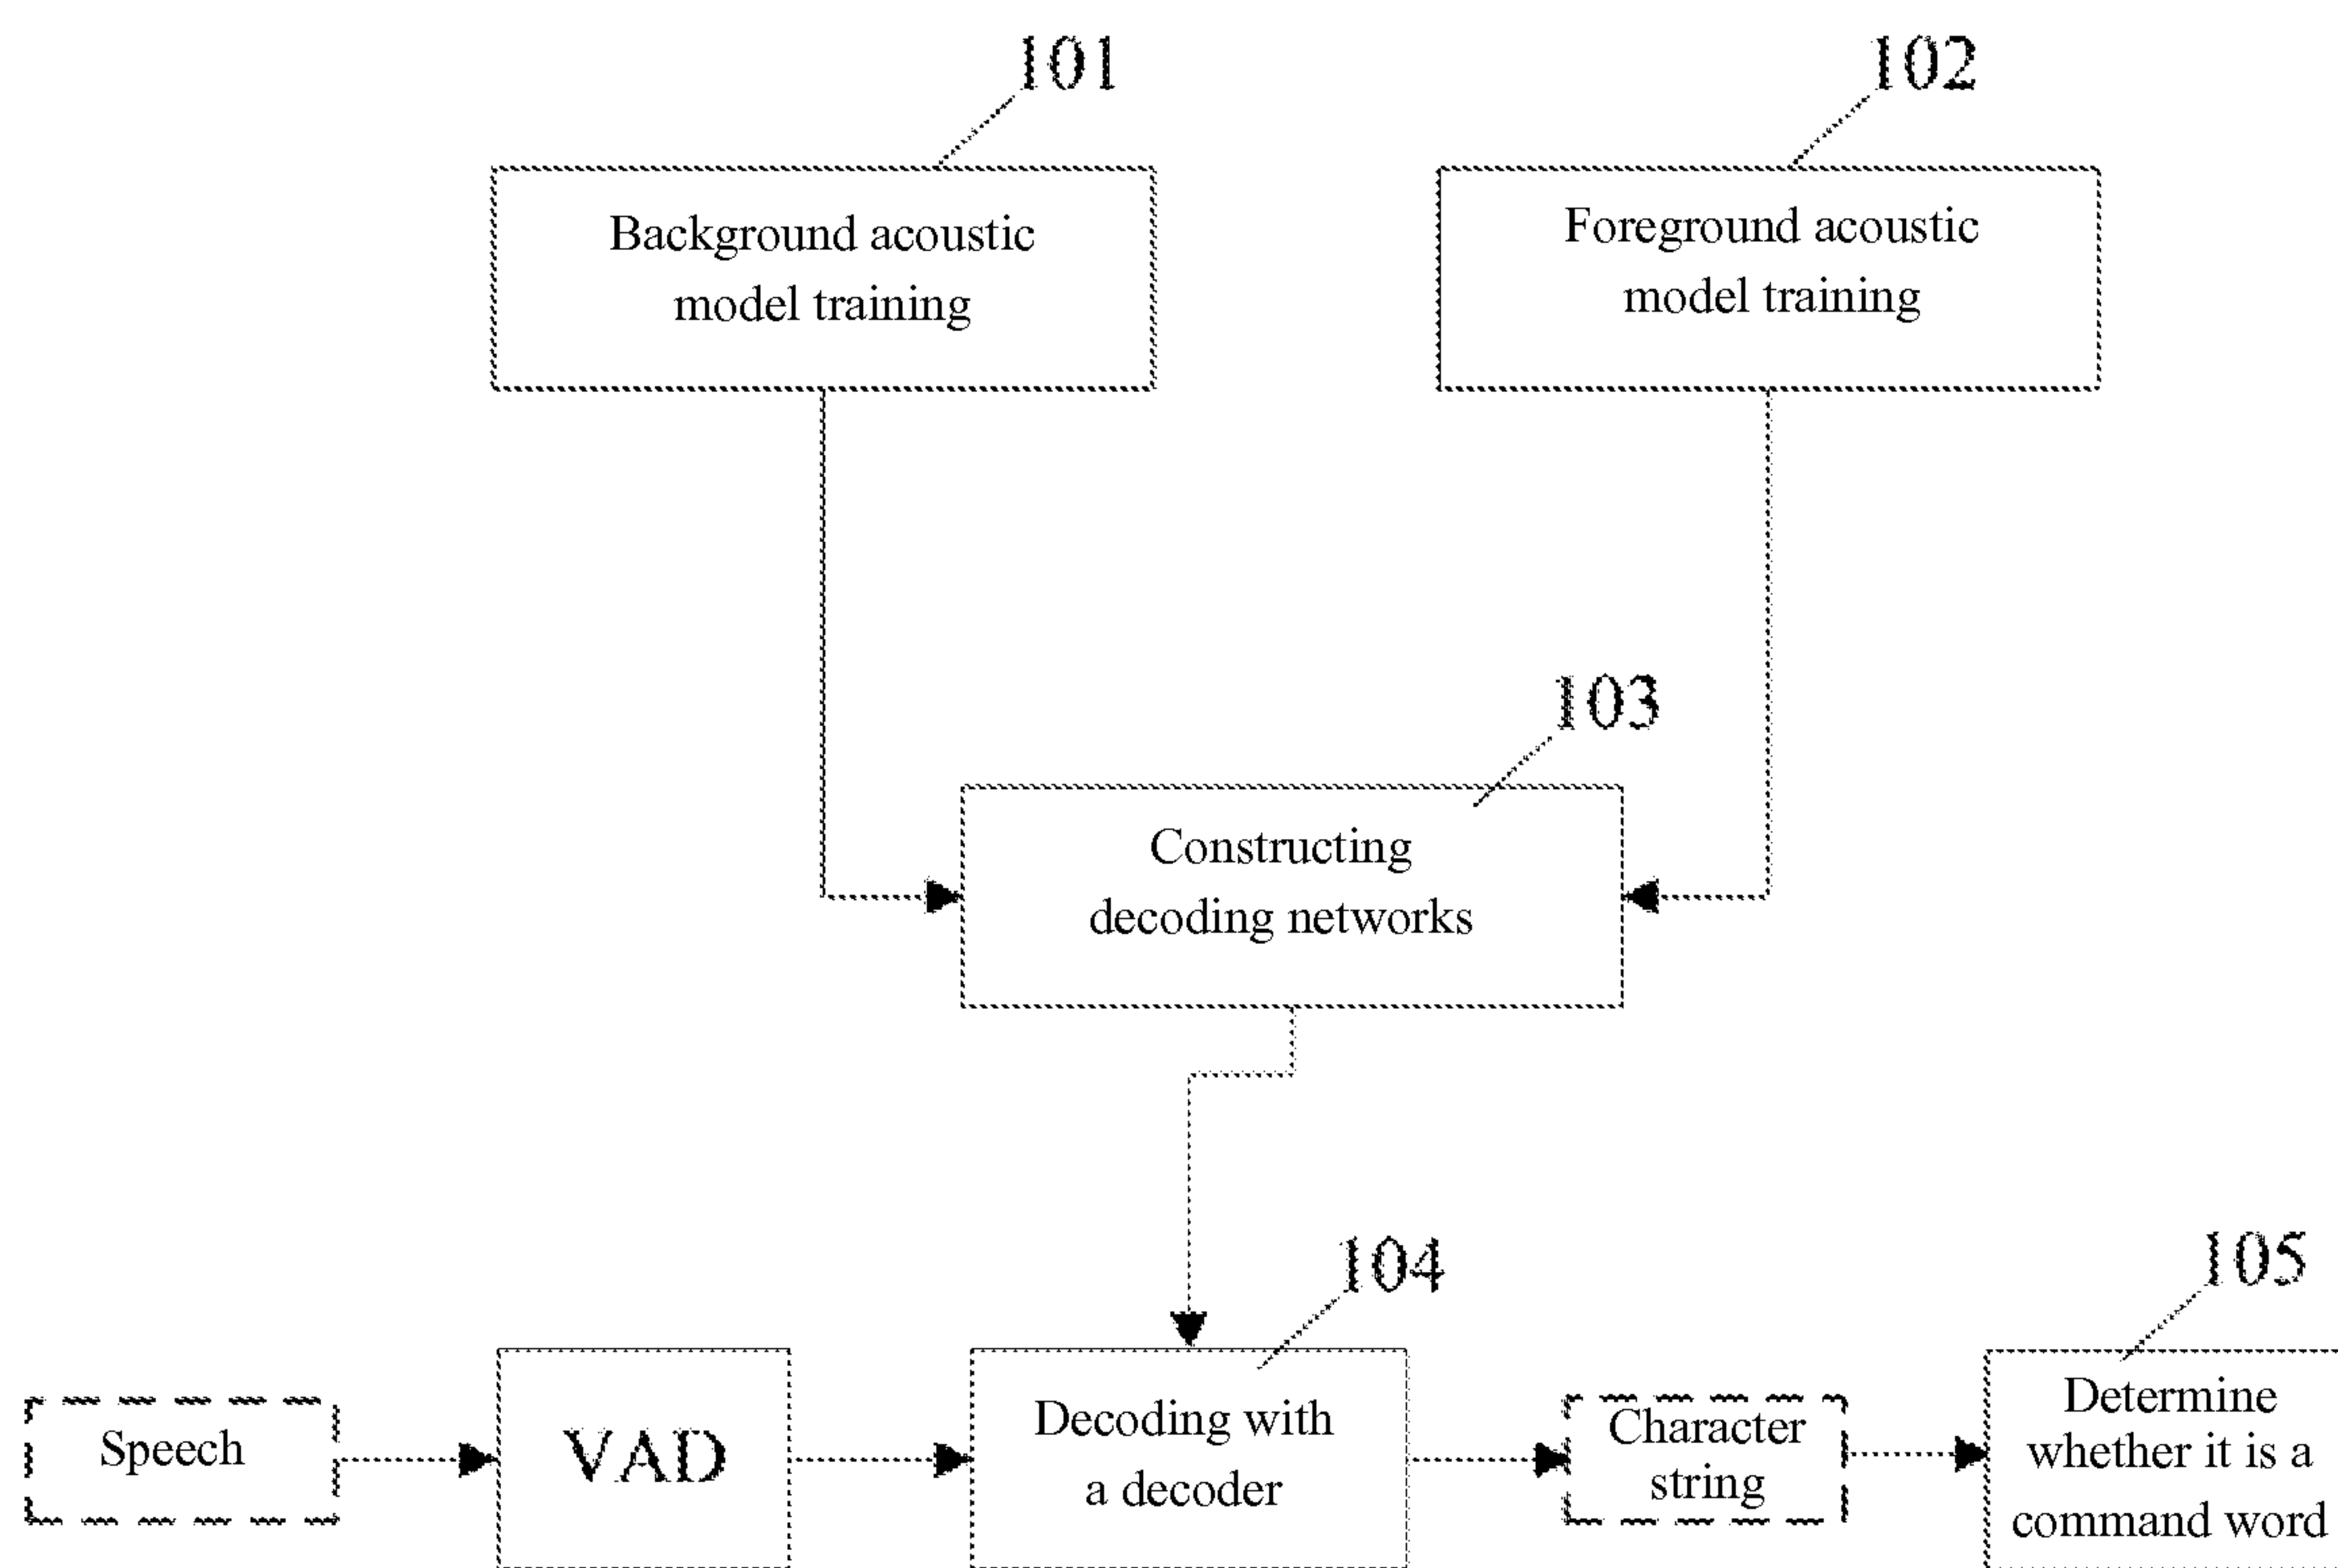 101
102
Background acoustic
model training
Foreground acoustic
model training
103
Constructing
decoding networks
104
105
Speech
VAD
Decoding with
a decoder
Character
string
Determine
whether it is a
command word